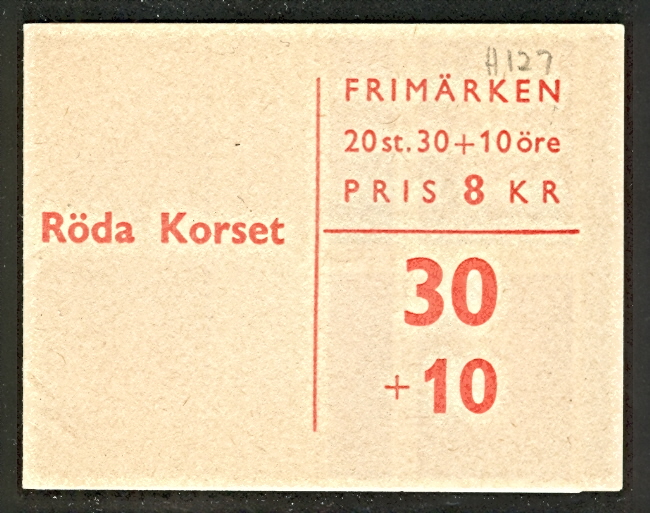 H127
FRIMÄRKEN
20 st. 30 + 10 öre
PRIS 8 KR
Röda Korset
30
+ 10